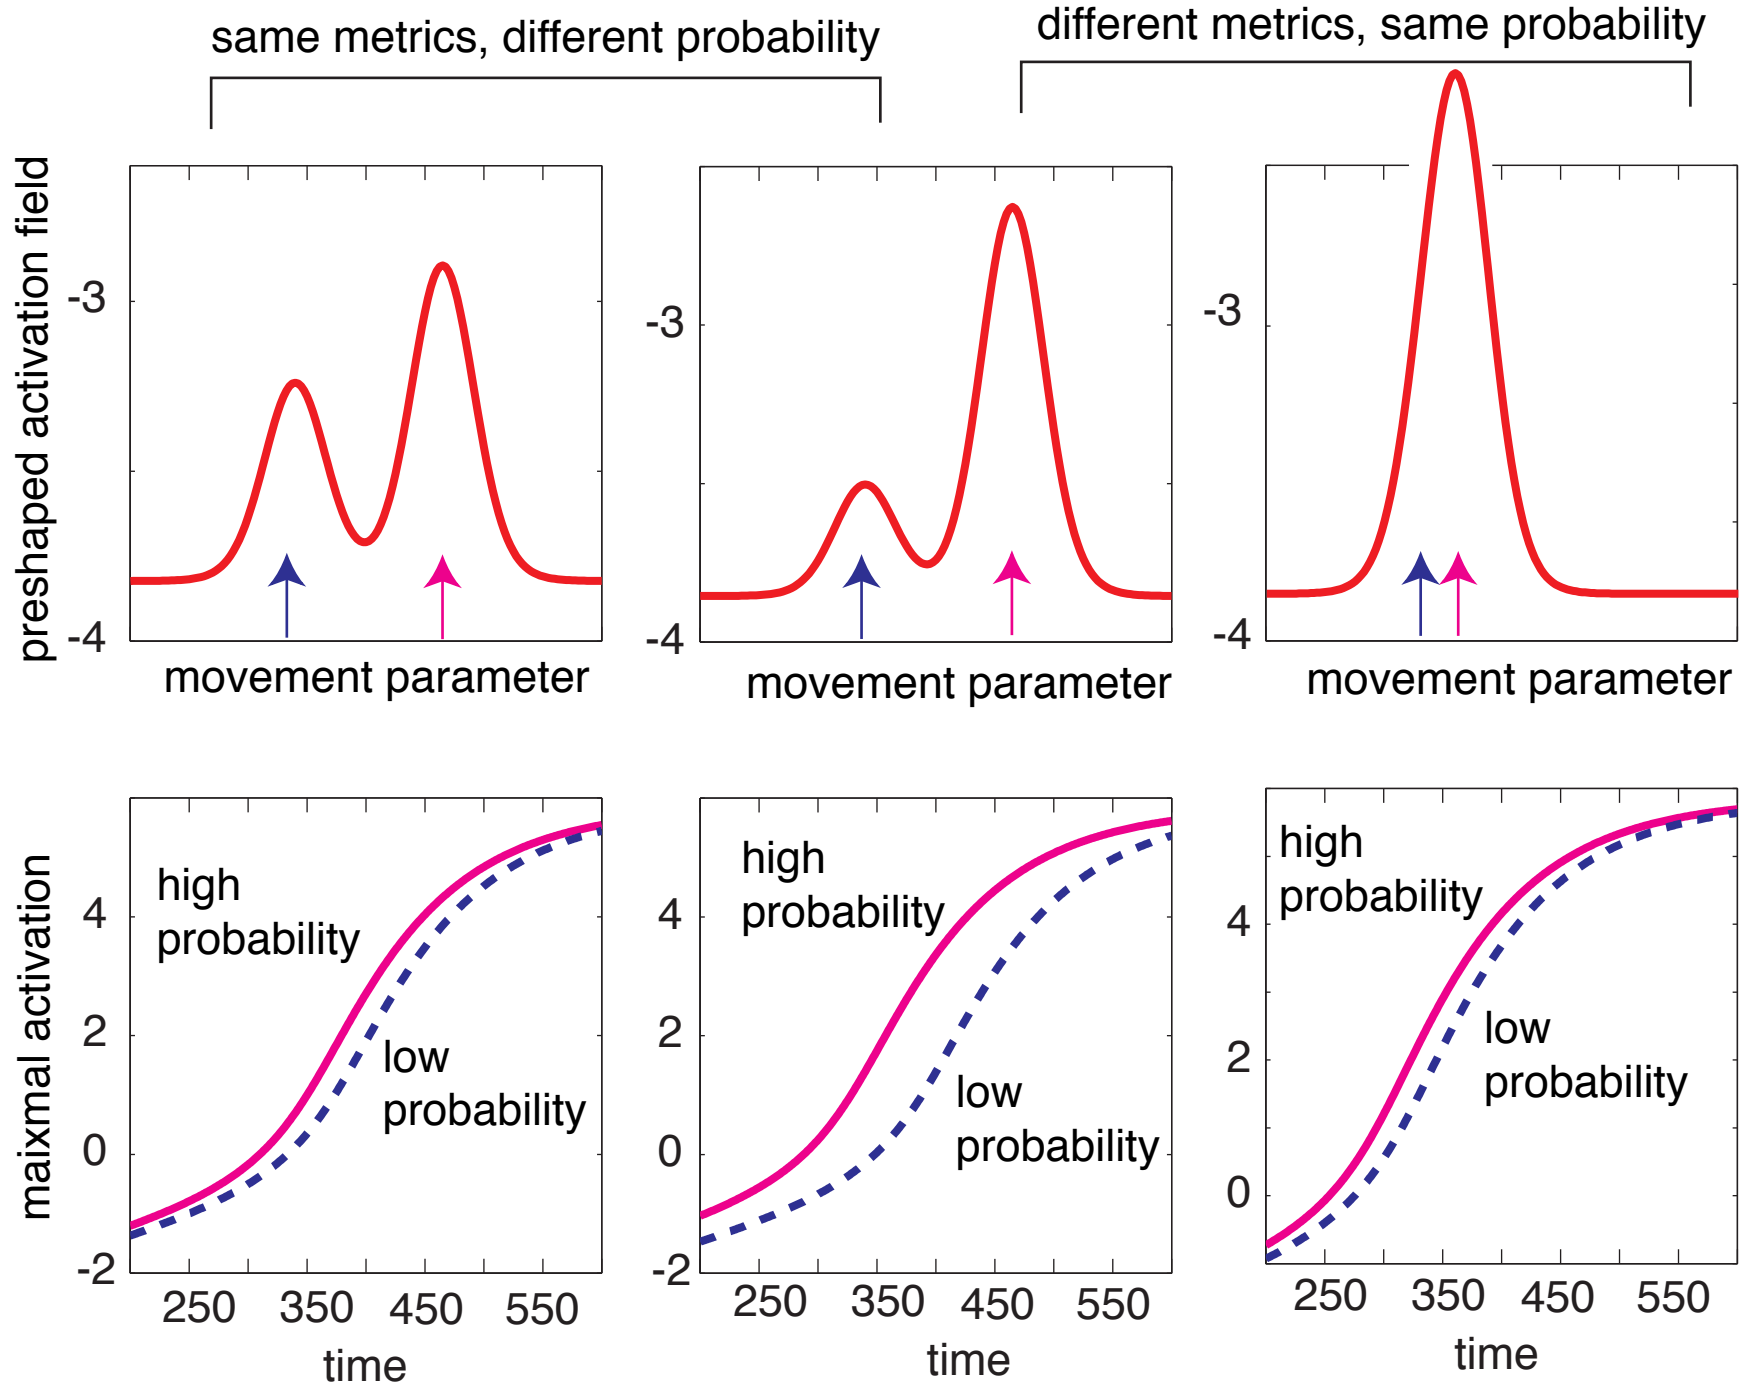 same metrics, different probability
different metrics, same probability
preshaped activation field
-3
-4
movement parameter
-3
-4
movement parameter
-3
-4
movement parameter
maixmal activation
high
probability
low
probability
4
2
0
-2
250 350 450 550
time
high
probability
low
probability
4
2
0
-2
250 350 450 550
time
high
probability
low
probability
4
2
0
250 350 450 550
time